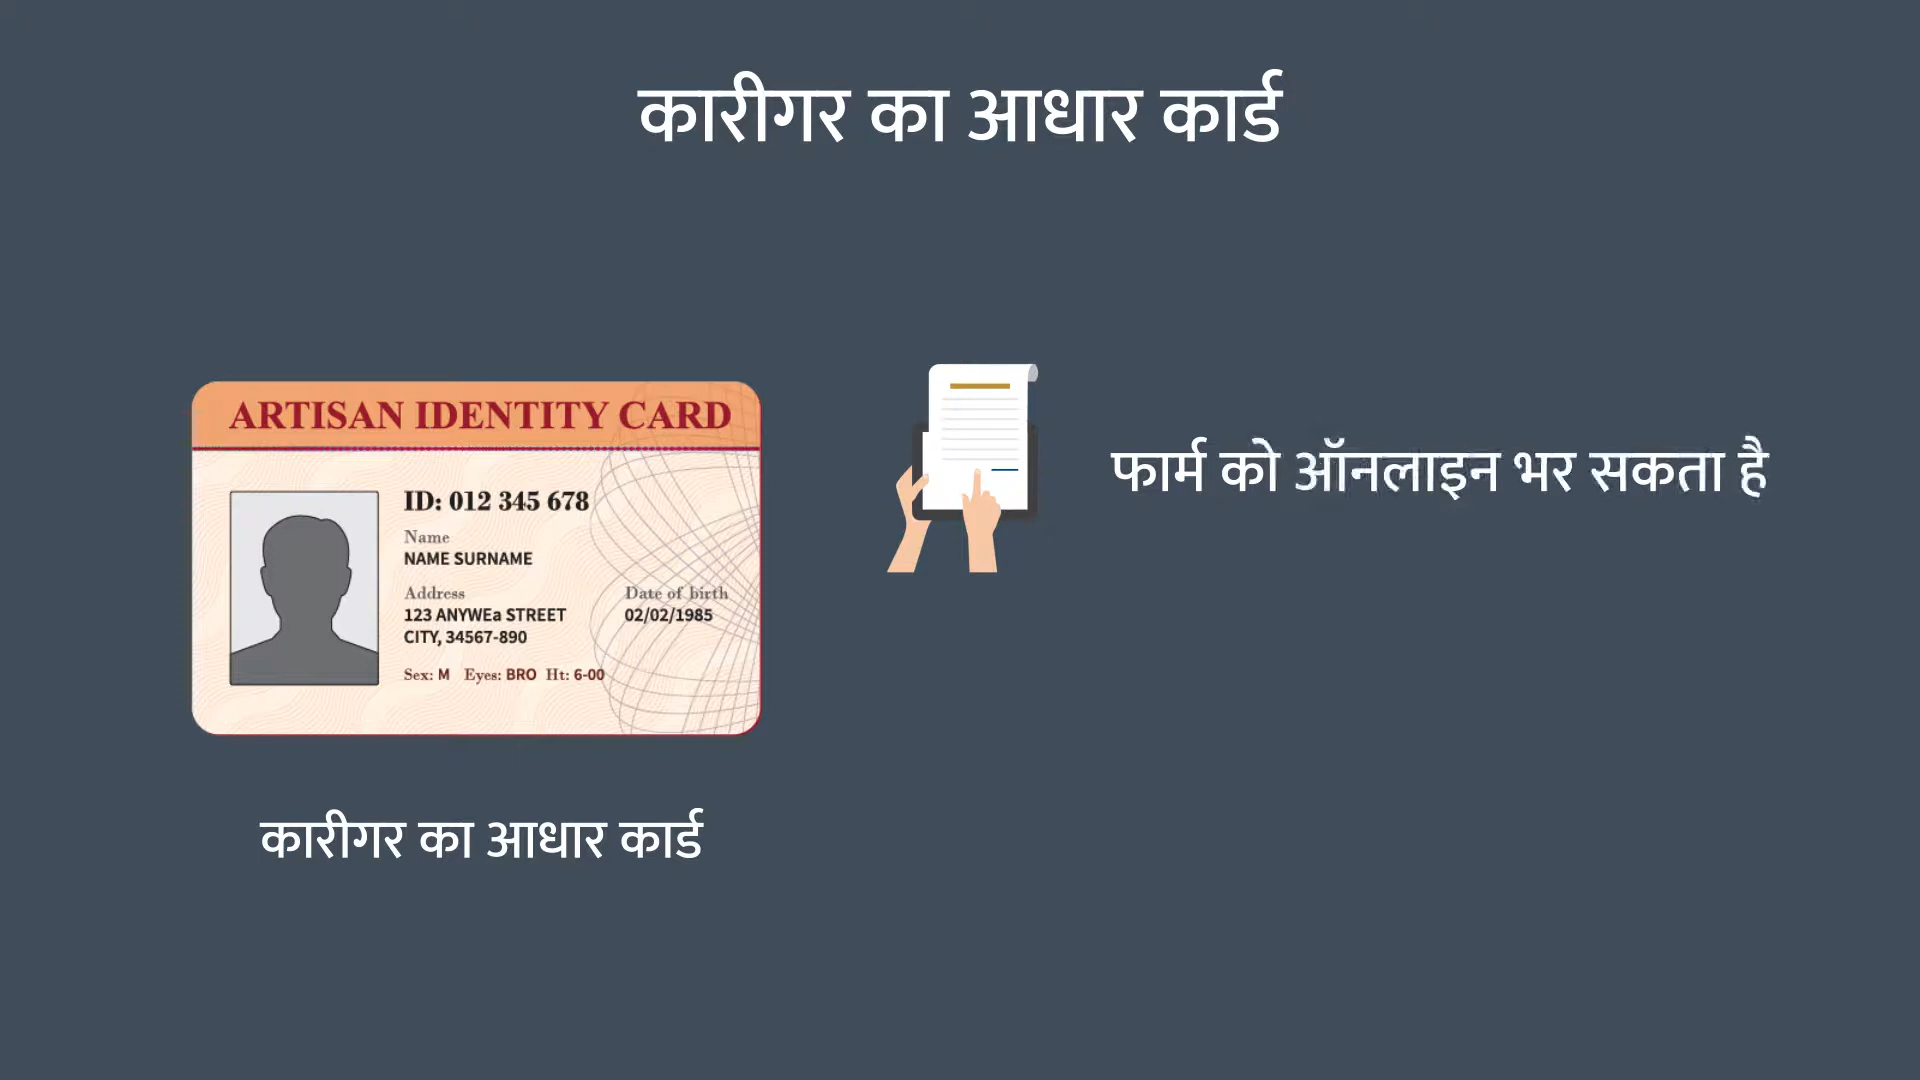 कारीगर का आधार कार्ड
ARTISAN IDENTITY CARD
ID: 012 345 678
Name
NAME SURNAME
Address
123 ANYWEa STREET
CITY, 34567-890
Date of birth
02/02/1985
Sex: M Eyes: BRO Ht: 6-00
फार्म को ऑनलाइन भर सकता है
कारीगर का आधार कार्ड